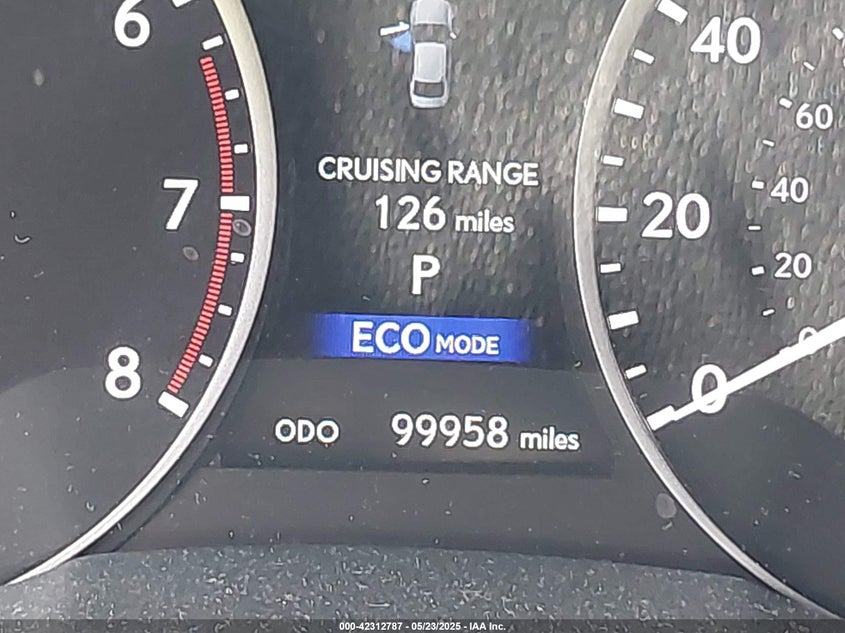 6
7
8
CRUISING RANGE
126 miles
P
ECO MODE
ODO 99958 miles
40
20
0
60
40
20
0
000-42312787 - 05/23/2025 - IAA Inc.